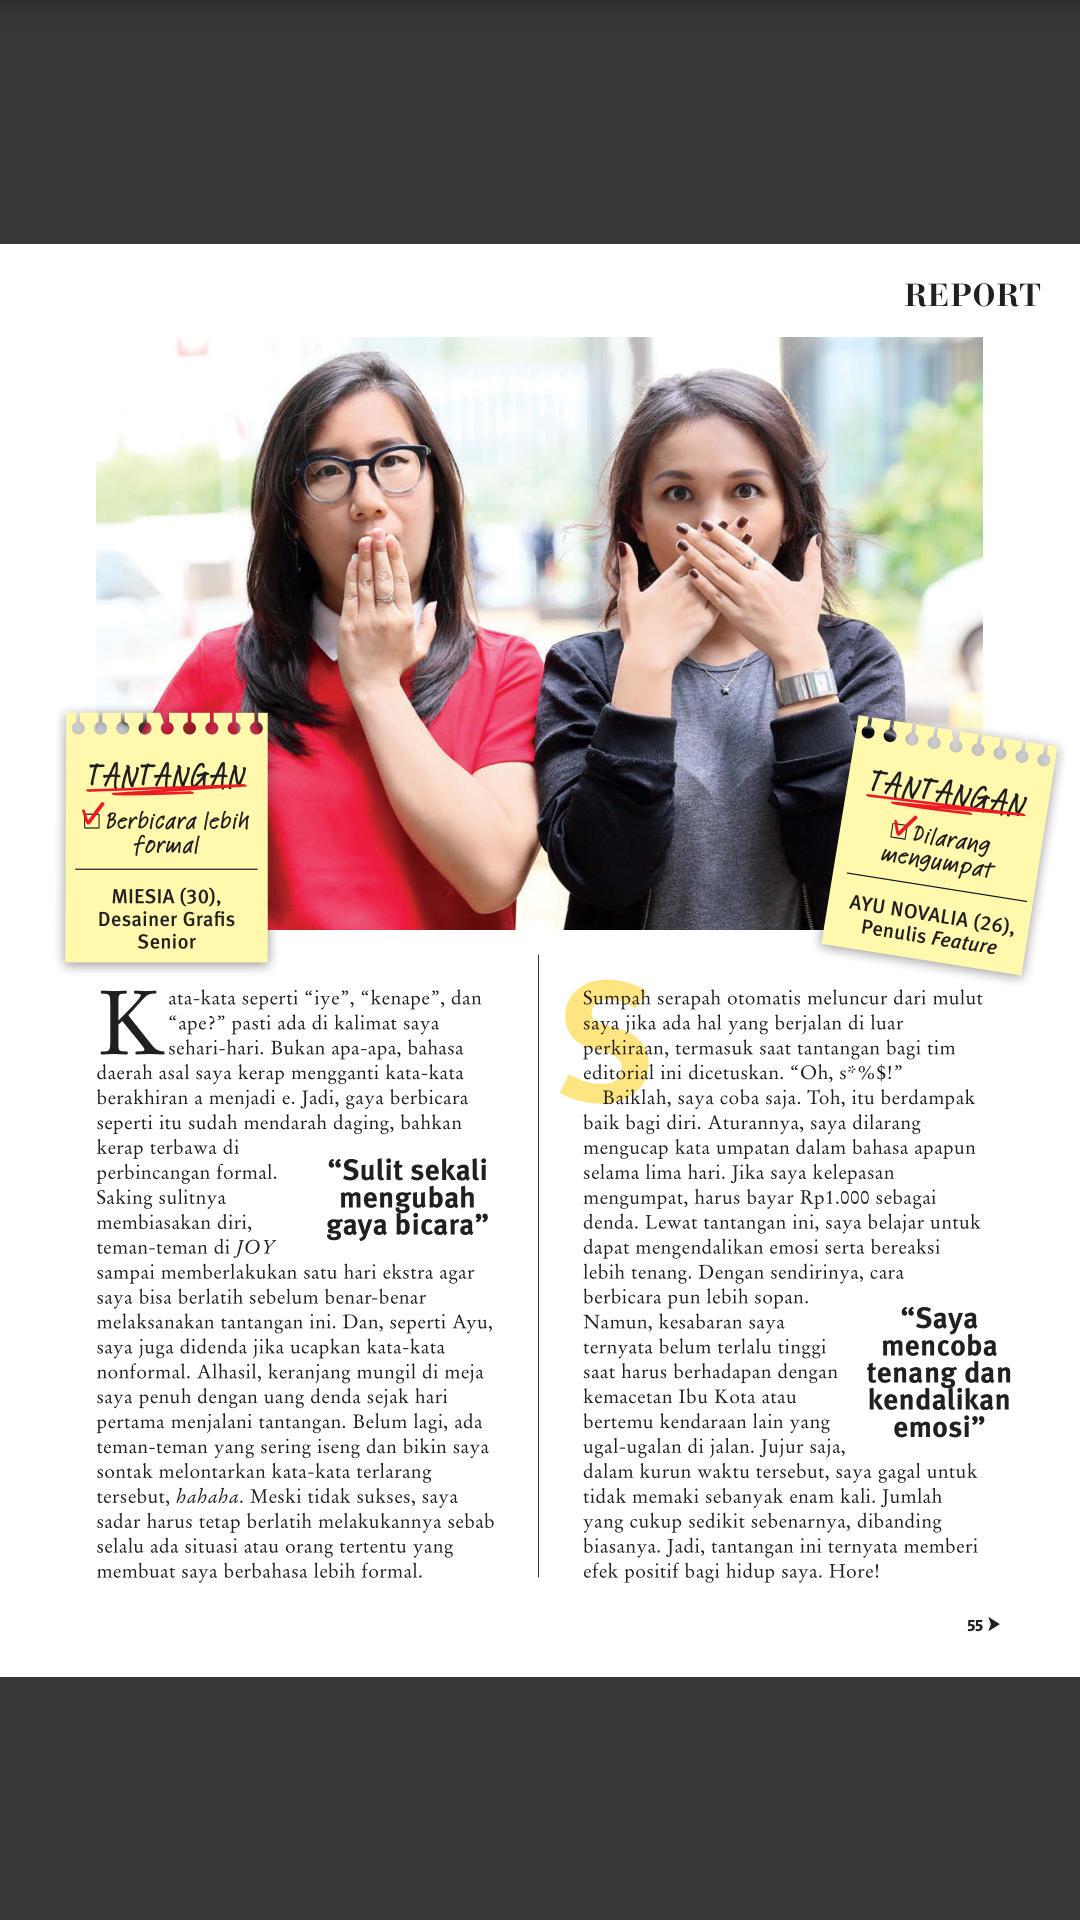 REPORT
TANTANGAN
Berbicara lebih
formal
MIESIA (30),
Desainer Grafis
Senior
TANTANGAN
Dilarang
mengumpat
AYU NOVALIA (26),
Penulis Feature
Kata-kata seperti “iye”, “kenape”, dan
“ape?” pasti ada di kalimat saya
sehari-hari. Bukan apa-apa, bahasa
daerah asal saya kerap mengganti kata-kata
berakhiran a menjadi e. Jadi, gaya berbicara
seperti itu sudah mendarah daging, bahkan
kerap terbawa di
perbincangan formal.
Saking sulitnya
membiasakan diri,
teman-teman di JOY
sampai memberlakukan satu hari ekstra agar
saya bisa berlatih sebelum benar-benar
melaksanakan tantangan ini. Dan, seperti Ayu,
saya juga didenda jika ucapkan kata-kata
nonformal. Alhasil, keranjang mungil di meja
saya penuh dengan uang denda sejak hari
pertama menjalani tantangan. Belum lagi, ada
teman-teman yang sering iseng dan bikin saya
sontak melontarkan kata-kata terlarang
tersebut, hahaha. Meski tidak sukses, saya
sadar harus tetap berlatih melakukannya sebab
selalu ada situasi atau orang tertentu yang
membuat saya berbahasa lebih formal.
“Sulit sekali
mengubah
gaya bicara”
S
Sumpah serapah otomatis meluncur dari mulut
saya jika ada hal yang berjalan di luar
perkiraan, termasuk saat tantangan bagi tim
editorial ini dicetuskan. “Oh, s*%$!”
Baiklah, saya coba saja. Toh, itu berdampak
baik bagi diri. Aturannya, saya dilarang
mengucap kata umpatan dalam bahasa apapun
selama lima hari. Jika saya kelepasan
mengumpat, harus bayar Rp1.000 sebagai
denda. Lewat tantangan ini, saya belajar untuk
dapat mengendalikan emosi serta bereaksi
lebih tenang. Dengan sendirinya, cara
berbicara pun lebih sopan.
Namun, kesabaran saya
ternyata belum terlalu tinggi
saat harus berhadapan dengan
kemacetan Ibu Kota atau
bertemu kendaraan lain yang
ugal-ugalan di jalan. Jujur saja,
dalam kurun waktu tersebut, saya gagal untuk
tidak memaki sebanyak enam kali. Jumlah
yang cukup sedikit sebenarnya, dibanding
biasanya. Jadi, tantangan ini ternyata memberi
efek positif bagi hidup saya. Hore!
“Saya
mencoba
tenang dan
kendalikan
emosi”
55